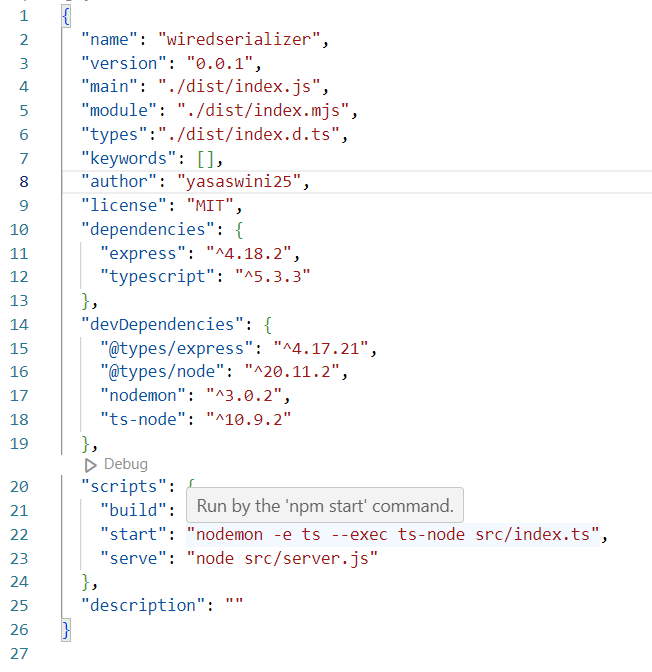 1 {
2 "name": "wiredserializer",
3 "version": "0.0.1",
4 "main": "./dist/index.js",
5 "module": "./dist/index.mjs",
6 "types":"./dist/index.d.ts",
7 "keywords": [],
8 "author": "yasaswini25",
9 "license": "MIT",
10 "dependencies": {
11 "express": "^4.18.2",
12 "typescript": "^5.3.3"
13 },
14 "devDependencies": {
15 "@types/express": "^4.17.21",
16 "@types/node": "^20.11.2",
17 "nodemon": "^3.0.2",
18 "ts-node": "^10.9.2"
19 },
Debug
20 "scripts": {
21 "build":
Run by the 'npm start' command.
22 "start": "nodemon -e ts --exec ts-node src/index.ts",
23 "serve": "node src/server.js"
24 },
25 "description": ""
26 }
27